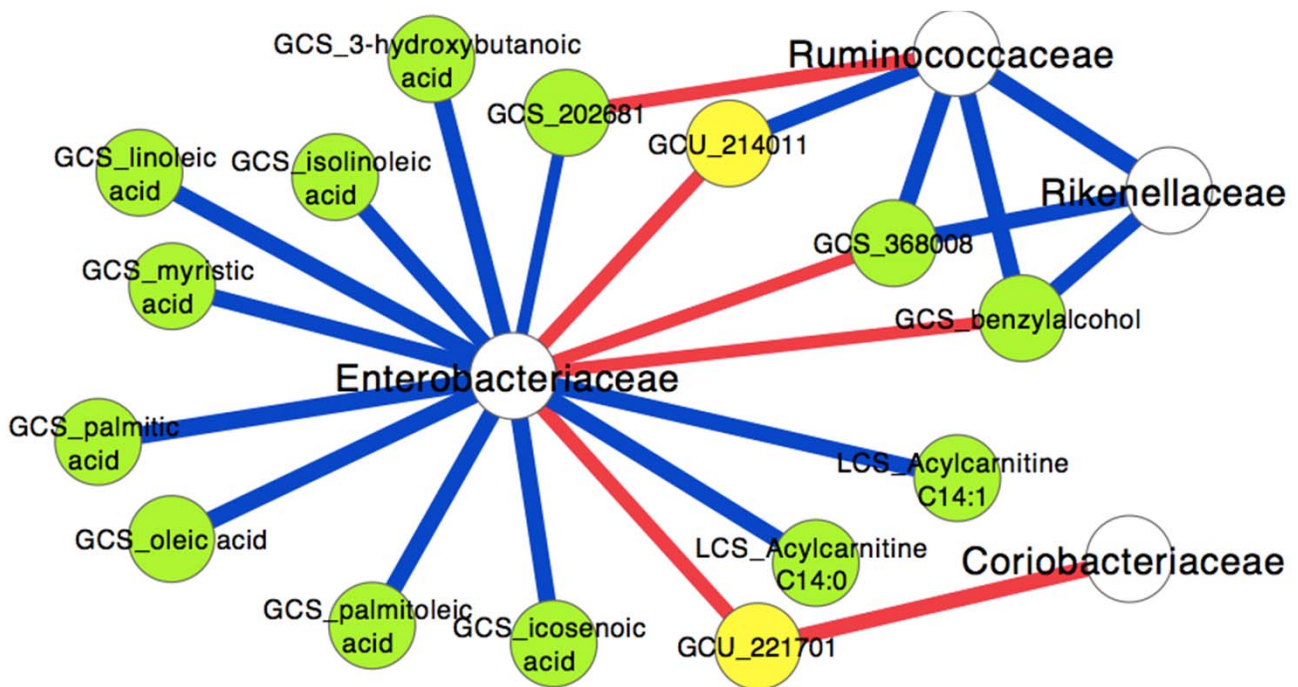 GCS_3-hydroxybutanoic
acid
Ruminococcaceae
GCS_202681
GCU_214011
GCS_linoleic
acid
GCS_isolinoleic
acid
Rikenellaceae
GCS_368008
GCS_myristic
acid
GCS_benzylalcohol
Enterobacteriaceae
GCS_palmitic
acid
LCS_Acylcarnitine
C14:1
GCS_oleic acid
LCS_Acylcarnitine
C14:0
Coriobacteriaceae
GCS_palmitoleic
acid
GCS_icosenoic
acid
GCU_221701